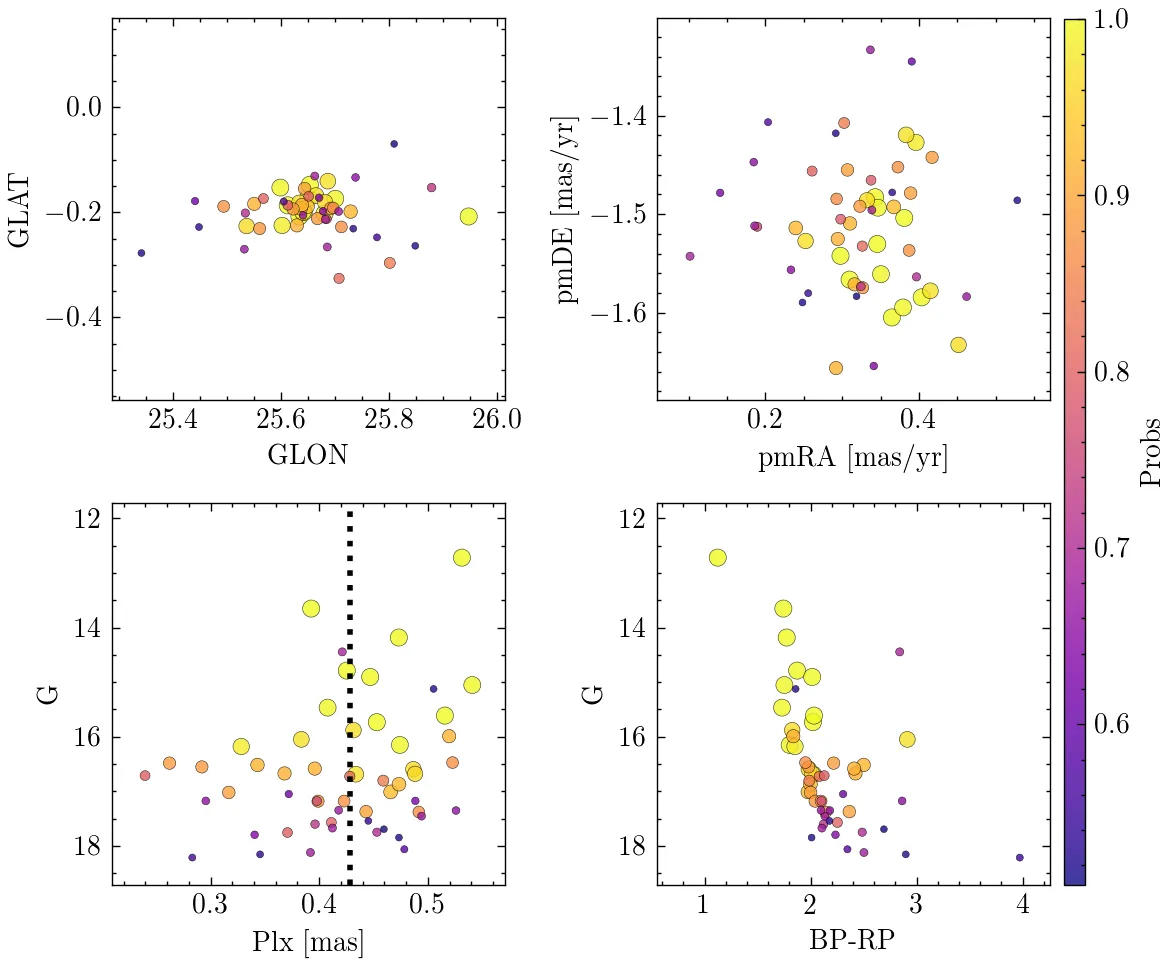 GLAT
0.0
−0.2
−0.4
25.4 25.6 25.8 26.0
GLON
pmDE [mas/yr]
−1.4
−1.5
−1.6
0.2 0.4
pmRA [mas/yr]
1.0
0.9
0.8
0.7
0.6
Probs
G
12
14
16
18
0.3 0.4 0.5
Plx [mas]
G
12
14
16
18
1 2 3 4
BP-RP